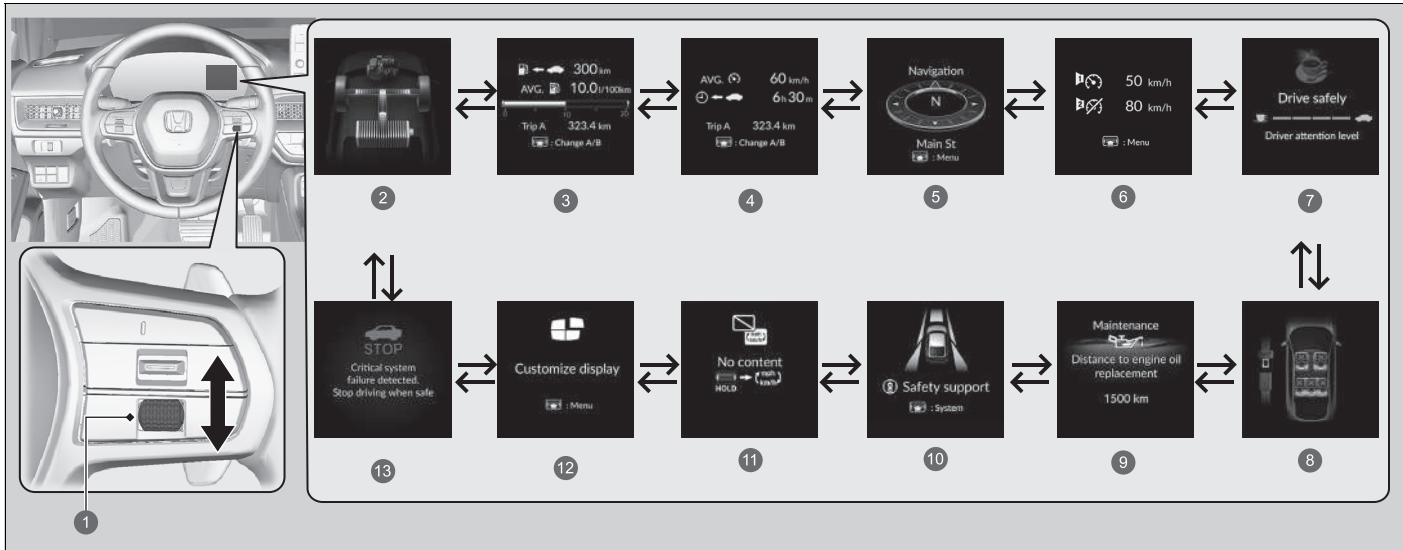 300 km
AVG. 10.0 l/100km
0 10 20
Trip A 323.4 km
: Change A/B
AVG. 60 km/h
6h 30m
Trip A 323.4 km
: Change A/B
Navigation
N
Main St
: Menu
50 km/h
80 km/h
: Menu
Drive safely
Driver attention level
2
3
4
5
6
7
STOP
Critical system
failure detected.
Stop driving when safe
Customize display
: Menu
No content
HOLD
mph
km/h
Safety support
: System
Maintenance
Distance to engine oil
replacement
1500 km
13
12
11
10
9
8
1